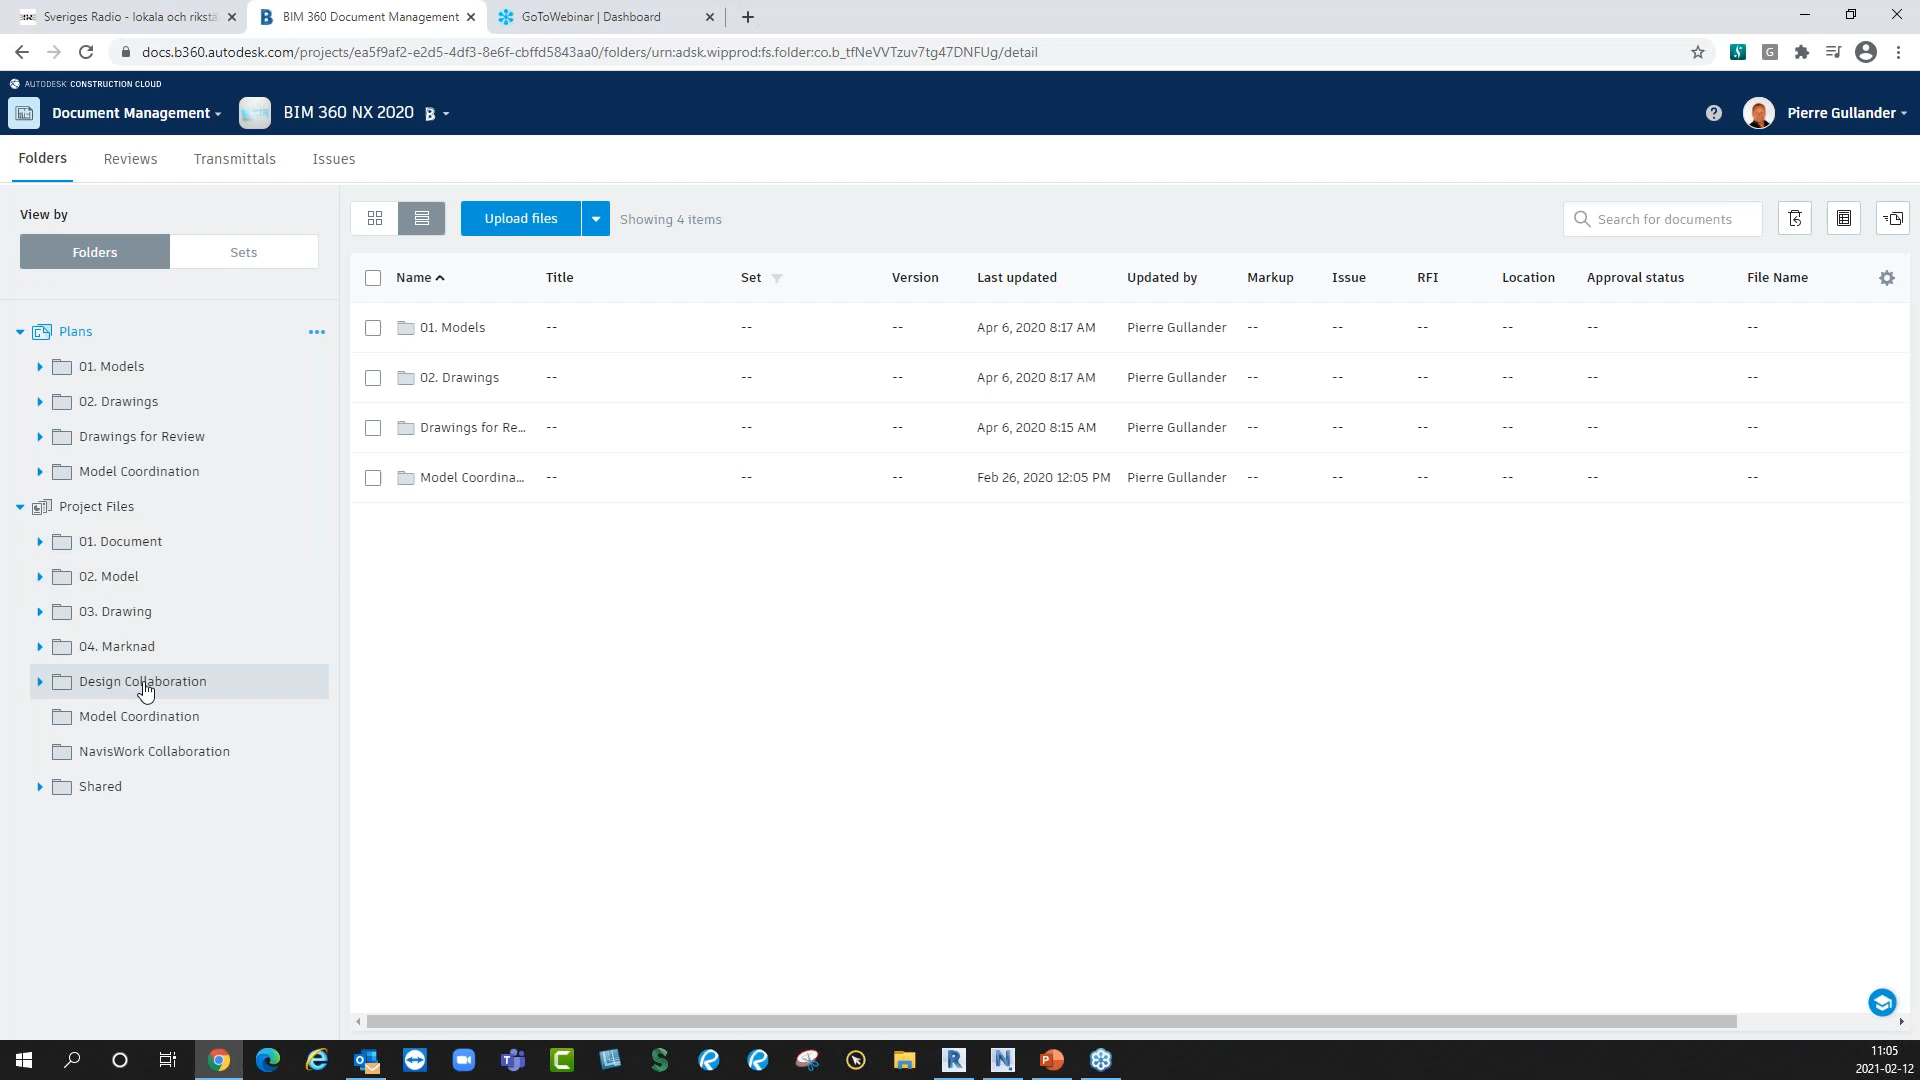 Sveriges Radio - lokala och rikstä
BIM 360 Document Management
GoToWebinar | Dashboard
docs.b360.autodesk.com/projects/ea5f9af2-e2d5-4df3-8e6f-cbffd5843aa0/folders/urn:adsk.wipprod:fs.folder:co.b_tfNeVVTzuv7tg47DNFUg/detail
AUTODESK CONSTRUCTION CLOUD
Document Management
BIM 360 NX 2020
Pierre Gullander
Folders Reviews Transmittals Issues
View by
Folders Sets
Upload files
Showing 4 items
Search for documents
Name Title Set Version Last updated Updated by Markup Issue RFI Location Approval status File Name
01. Models -- -- -- Apr 6, 2020 8:17 AM Pierre Gullander -- -- -- -- -- --
02. Drawings -- -- -- Apr 6, 2020 8:17 AM Pierre Gullander -- -- -- -- -- --
Drawings for Re... -- -- -- Apr 6, 2020 8:15 AM Pierre Gullander -- -- -- -- -- --
Model Coordina... -- -- -- Feb 26, 2020 12:05 PM Pierre Gullander -- -- -- -- -- --
Plans
01. Models
02. Drawings
Drawings for Review
Model Coordination
Project Files
01. Document
02. Model
03. Drawing
04. Marknad
Design Collaboration
Model Coordination
NavisWork Collaboration
Shared
11:05
2021-02-12